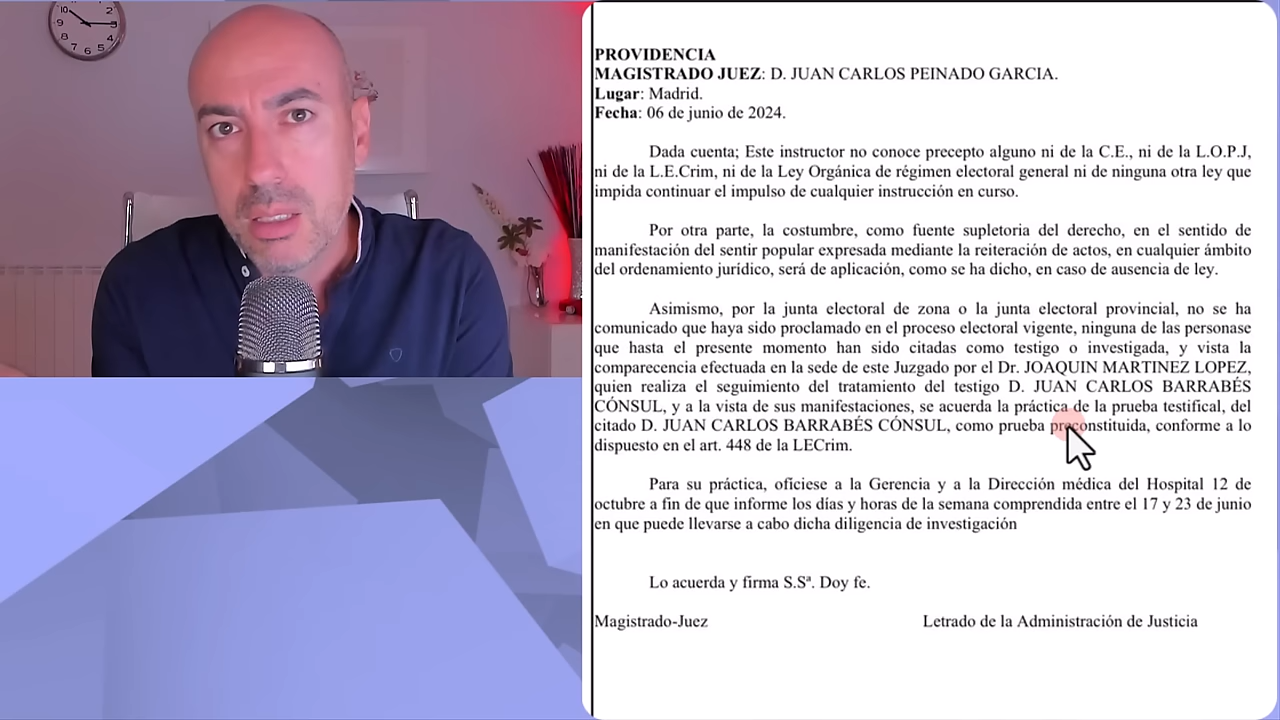 PROVIDENCIA
MAGISTRADO JUEZ: D. JUAN CARLOS PEINADO GARCIA.
Lugar: Madrid.
Fecha: 06 de junio de 2024.
Dada cuenta; Este instructor no conoce precepto alguno ni de la C.E., ni de la L.O.P.J,
ni de la L.E.Crim, ni de la Ley Orgánica de régimen electoral general ni de ninguna otra ley que
impida continuar el impulso de cualquier instrucción en curso.
Por otra parte, la costumbre, como fuente supletoria del derecho, en el sentido de
manifestación del sentir popular expresada mediante la reiteración de actos, en cualquier ámbito
del ordenamiento jurídico, será de aplicación, como se ha dicho, en caso de ausencia de ley.
Asimismo, por la junta electoral de zona o la junta electoral provincial, no se ha
comunicado que haya sido proclamado en el proceso electoral vigente, ninguna de las personase
que hasta el presente momento han sido citadas como testigo o investigada, y vista la
comparecencia efectuada en la sede de este Juzgado por el Dr. JOAQUIN MARTINEZ LOPEZ,
quien realiza el seguimiento del tratamiento del testigo D. JUAN CARLOS BARRABÉS
CÓNSUL, y a la vista de sus manifestaciones, se acuerda la práctica de la prueba testifical, del
citado D. JUAN CARLOS BARRABÉS CÓNSUL, como prueba preconstituida, conforme a lo
dispuesto en el art. 448 de la LECrim.
Para su práctica, ofíciese a la Gerencia y a la Dirección médica del Hospital 12 de
octubre a fin de que informe los días y horas de la semana comprendida entre el 17 y 23 de junio
en que puede llevarse a cabo dicha diligencia de investigación
Lo acuerda y firma S.Sª. Doy fe.
Magistrado-Juez Letrado de la Administración de Justicia